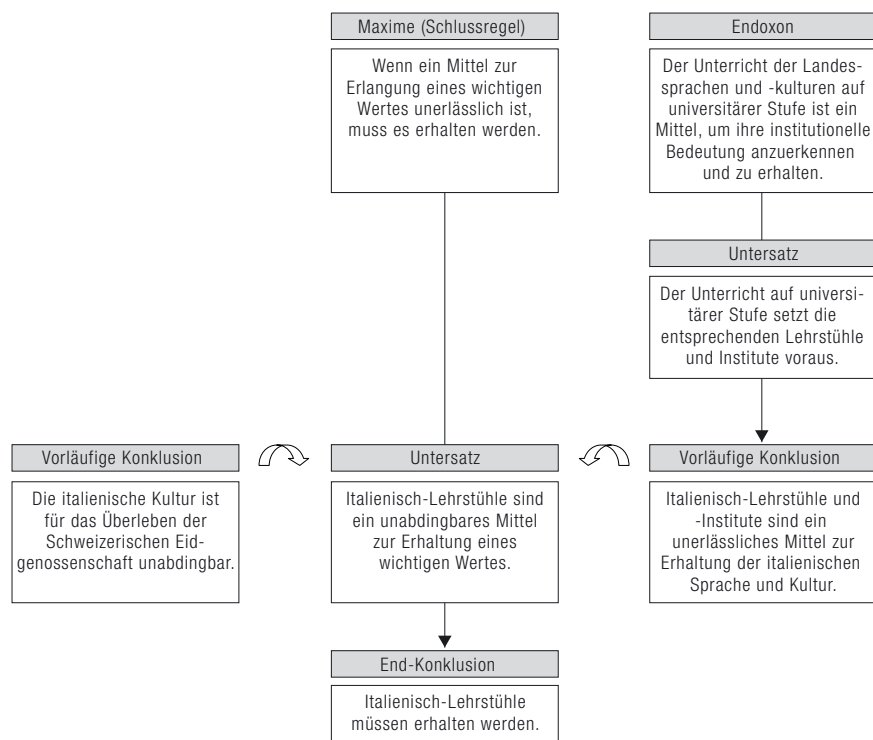 Maxime (Schlussregel)
Wenn ein Mittel zur
Erlangung eines wichtigen
Wertes unerlässlich ist,
muss es erhalten werden.
Endoxon
Der Unterricht der Landes-
sprachen und -kulturen auf
universitärer Stufe ist ein
Mittel, um ihre institutionelle
Bedeutung anzuerkennen
und zu erhalten.
Untersatz
Der Unterricht auf universi-
tärer Stufe setzt die
entsprechenden Lehrstühle
und Institute voraus.
Vorläufige Konklusion
Die italienische Kultur ist
für das Überleben der
Schweizerischen Eid-
genossenschaft unabdingbar.
Untersatz
Italienisch-Lehrstühle sind
ein unabdingbares Mittel
zur Erhaltung eines
wichtigen Wertes.
Vorläufige Konklusion
Italienisch-Lehrstühle und
-Institute sind ein
unerlässliches Mittel zur
Erhaltung der italienischen
Sprache und Kultur.
End-Konklusion
Italienisch-Lehrstühle
müssen erhalten werden.